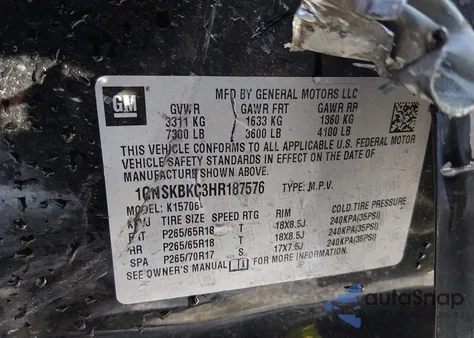 GM
MFD BY GENERAL MOTORS LLC
GVWR GAWR FRT GAWR RR
3311 KG 1633 KG 1360 KG
7300 LB 3600 LB 4100 LB
THIS VEHICLE CONFORMS TO ALL APPLICABLE U.S. FEDERAL MOTOR
VEHICLE SAFETY STANDARDS IN EFFECT ON THE DATE OF
MANUFACTURE SHOWN ABOVE.
1GNSKBKC3HR187576 TYPE: M.P.V.
MODEL: K15706
TIRE SIZE SPEED RTG RIM COLD TIRE PRESSURE
P265/65R18 T 18X8.5J 240KPA(35PSI)
RR P265/65R18 T 18X8.5J 240KPA(35PSI)
SPA P265/70R17 S 17X7.5J 240KPA(35PSI)
SEE OWNER'S MANUAL FOR MORE INFORMATION.
autoSnap